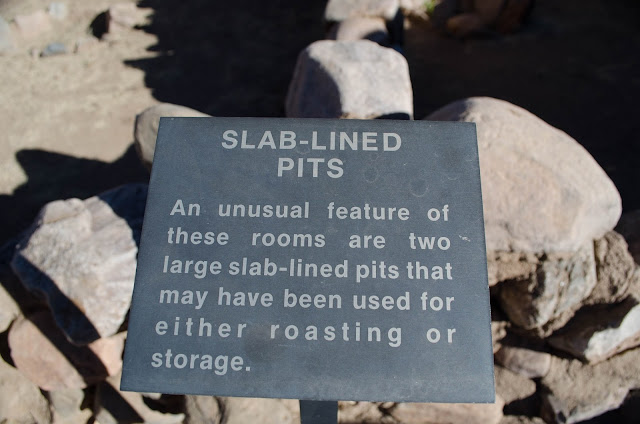 SLAB-LINED
PITS
An unusual feature of
these rooms are two
large slab-lined pits that
may have been used for
either roasting or
storage.